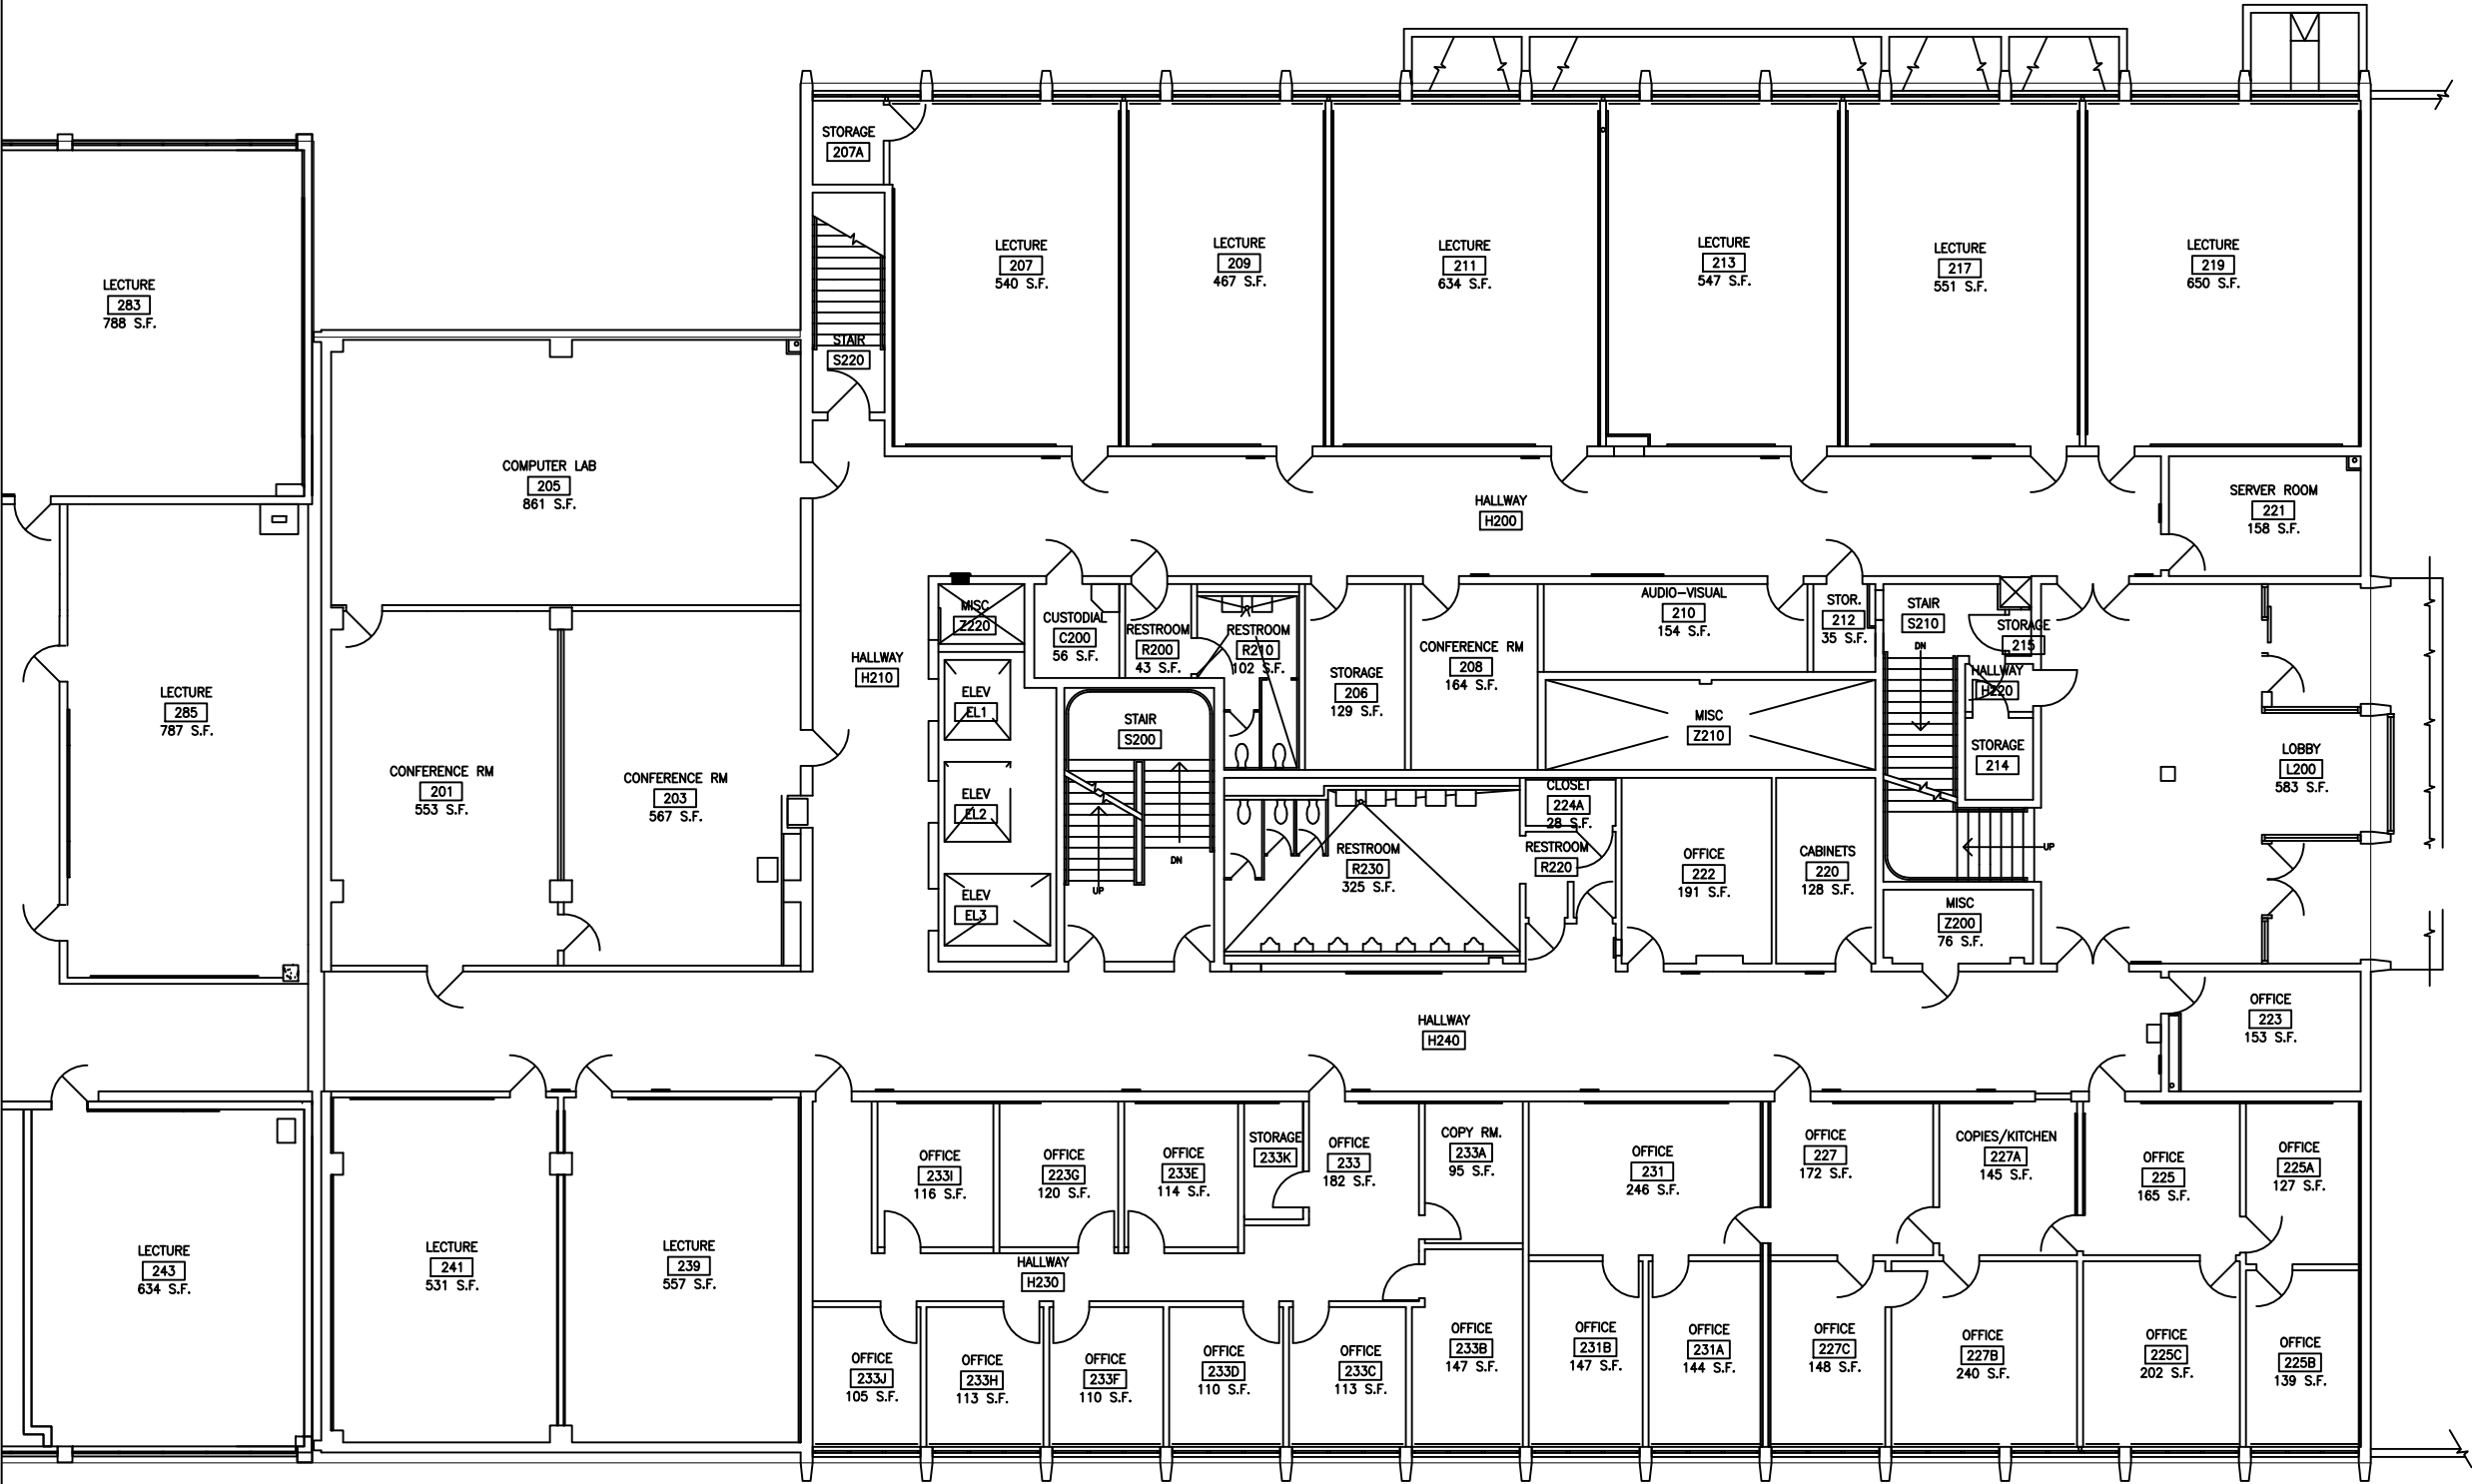 STORAGE
207A
LECTURE
207
540 S.F.
LECTURE
209
467 S.F.
LECTURE
211
634 S.F.
LECTURE
213
547 S.F.
LECTURE
217
551 S.F.
LECTURE
219
650 S.F.
LECTURE
283
788 S.F.
STAIR
S220
COMPUTER LAB
205
861 S.F.
HALLWAY
H200
SERVER ROOM
221
158 S.F.
MISC
Z220
CUSTODIAL
C200
56 S.F.
RESTROOM
R200
43 S.F.
RESTROOM
R210
102 S.F.
AUDIO-VISUAL
210
154 S.F.
STOR.
212
35 S.F.
STAIR
S210
DN
STORAGE
215
HALLWAY
H210
CONFERENCE RM
208
164 S.F.
STORAGE
206
129 S.F.
HALLWAY
H220
LECTURE
285
787 S.F.
ELEV
EL1
STAIR
S200
MISC
Z210
STORAGE
214
LOBBY
L200
583 S.F.
CONFERENCE RM
201
553 S.F.
CONFERENCE RM
203
567 S.F.
ELEV
EL2
CLOSET
224A
28 S.F.
DN
UP
RESTROOM
R230
325 S.F.
RESTROOM
R220
OFFICE
222
191 S.F.
CABINETS
220
128 S.F.
UP
ELEV
EL3
MISC
Z200
76 S.F.
HALLWAY
H240
OFFICE
223
153 S.F.
OFFICE
233I
116 S.F.
OFFICE
223G
120 S.F.
OFFICE
233E
114 S.F.
STORAGE
233K
OFFICE
233
182 S.F.
COPY RM.
233A
95 S.F.
OFFICE
231
246 S.F.
OFFICE
227
172 S.F.
COPIES/KITCHEN
227A
145 S.F.
OFFICE
225
165 S.F.
OFFICE
225A
127 S.F.
LECTURE
243
634 S.F.
LECTURE
241
531 S.F.
LECTURE
239
557 S.F.
HALLWAY
H230
OFFICE
233J
105 S.F.
OFFICE
233H
113 S.F.
OFFICE
233F
110 S.F.
OFFICE
233D
110 S.F.
OFFICE
233C
113 S.F.
OFFICE
233B
147 S.F.
OFFICE
231B
147 S.F.
OFFICE
231A
144 S.F.
OFFICE
227C
148 S.F.
OFFICE
227B
240 S.F.
OFFICE
225C
202 S.F.
OFFICE
225B
139 S.F.